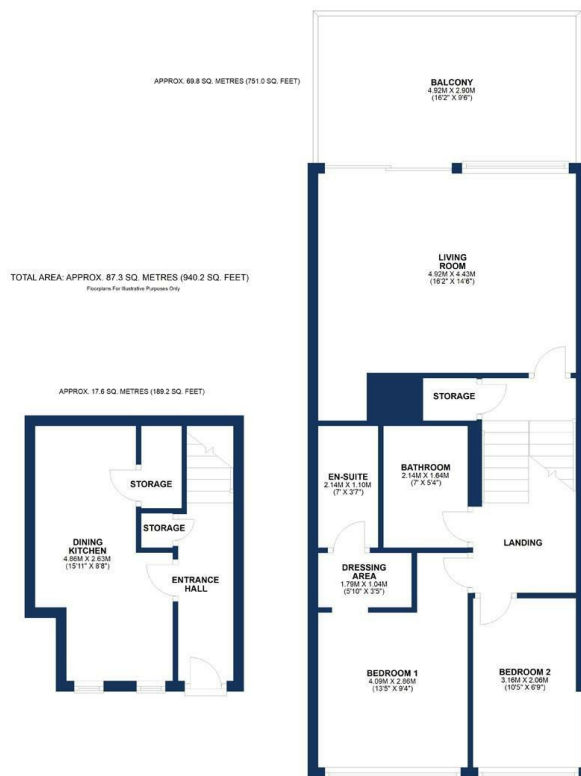 APPROX. 69.8 SQ. METRES (751.0 SQ. FEET)
BALCONY
4.92M X 2.90M
(16'2" X 9'6")
LIVING
ROOM
4.92M X 4.43M
(16'2" X 14'6")
TOTAL AREA: APPROX. 87.3 SQ. METRES (940.2 SQ. FEET)
Floorplans For Illustrative Purposes Only
APPROX. 17.6 SQ. METRES (189.2 SQ. FEET)
STORAGE
EN-SUITE
2.14M X 1.10M
(7' X 3'7")
BATHROOM
2.14M X 1.64M
(7' X 5'4")
STORAGE
STORAGE
DINING
KITCHEN
4.86M X 2.63M
(15'11" X 8'8")
ENTRANCE
HALL
LANDING
DRESSING
AREA
1.79M X 1.04M
(5'10" X 3'5")
BEDROOM 1
4.09M X 2.86M
(13'5" X 9'4")
BEDROOM 2
3.16M X 2.06M
(10'5" X 6'9")